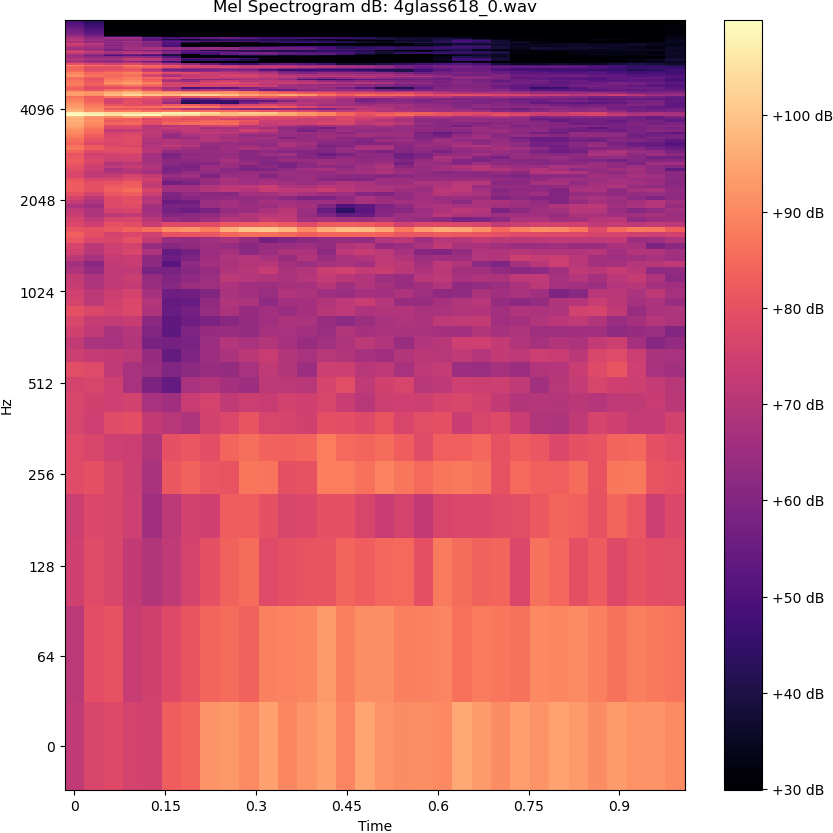 Mel Spectrogram dB: 4glass618_0.wav
Hz
4096
2048
1024
512
256
128
64
0
0 0.15 0.3 0.45 0.6 0.75 0.9
Time
+100 dB
+90 dB
+80 dB
+70 dB
+60 dB
+50 dB
+40 dB
+30 dB